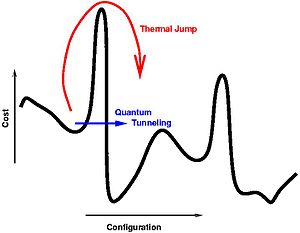 Thermal Jump
Quantum
Tunneling
Cost
Configuration